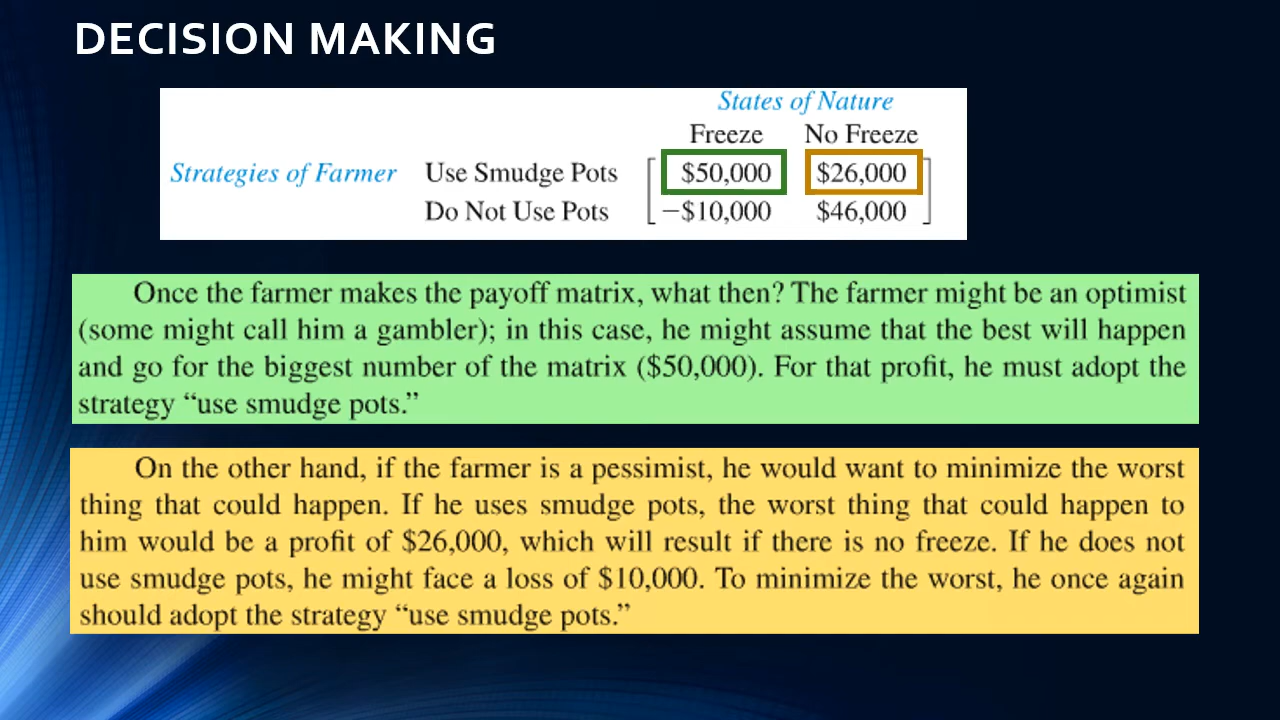 DECISION MAKING
States of Nature
Freeze No Freeze
Strategies of Farmer Use Smudge Pots $50,000 $26,000
Do Not Use Pots −$10,000 $46,000
Once the farmer makes the payoff matrix, what then? The farmer might be an optimist
(some might call him a gambler); in this case, he might assume that the best will happen
and go for the biggest number of the matrix ($50,000). For that profit, he must adopt the
strategy “use smudge pots.”
On the other hand, if the farmer is a pessimist, he would want to minimize the worst
thing that could happen. If he uses smudge pots, the worst thing that could happen to
him would be a profit of $26,000, which will result if there is no freeze. If he does not
use smudge pots, he might face a loss of $10,000. To minimize the worst, he once again
should adopt the strategy “use smudge pots.”